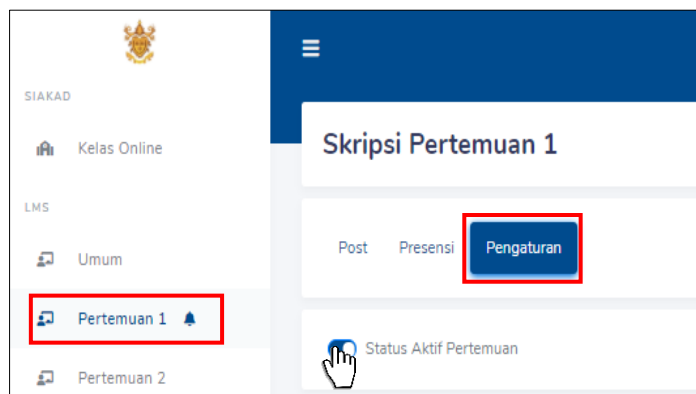 SIAKAD
Kelas Online
LMS
Umum
Pertemuan 1
Pertemuan 2
Skripsi Pertemuan 1
Post Presensi Pengaturan
Status Aktif Pertemuan